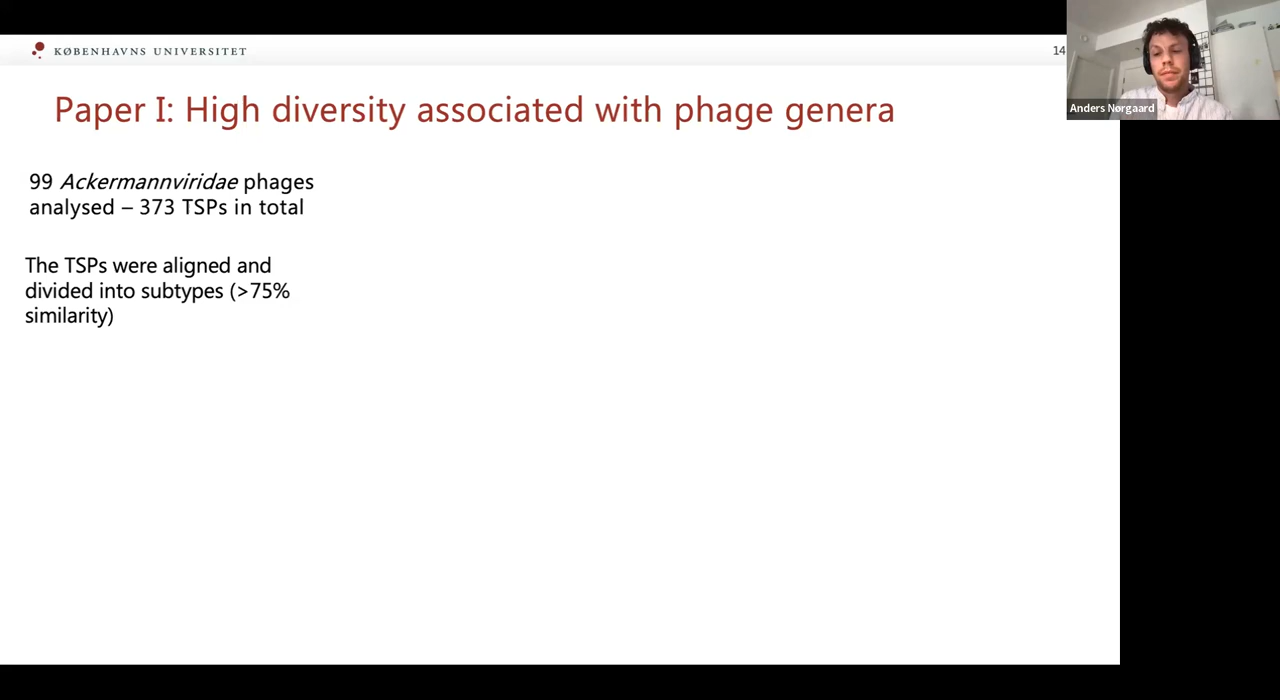 KØBENHAVNS UNIVERSITET
14
Anders Nørgaard
Paper I: High diversity associated with phage genera
99 Ackermannviridae phages
analysed – 373 TSPs in total
The TSPs were aligned and
divided into subtypes (>75%
similarity)